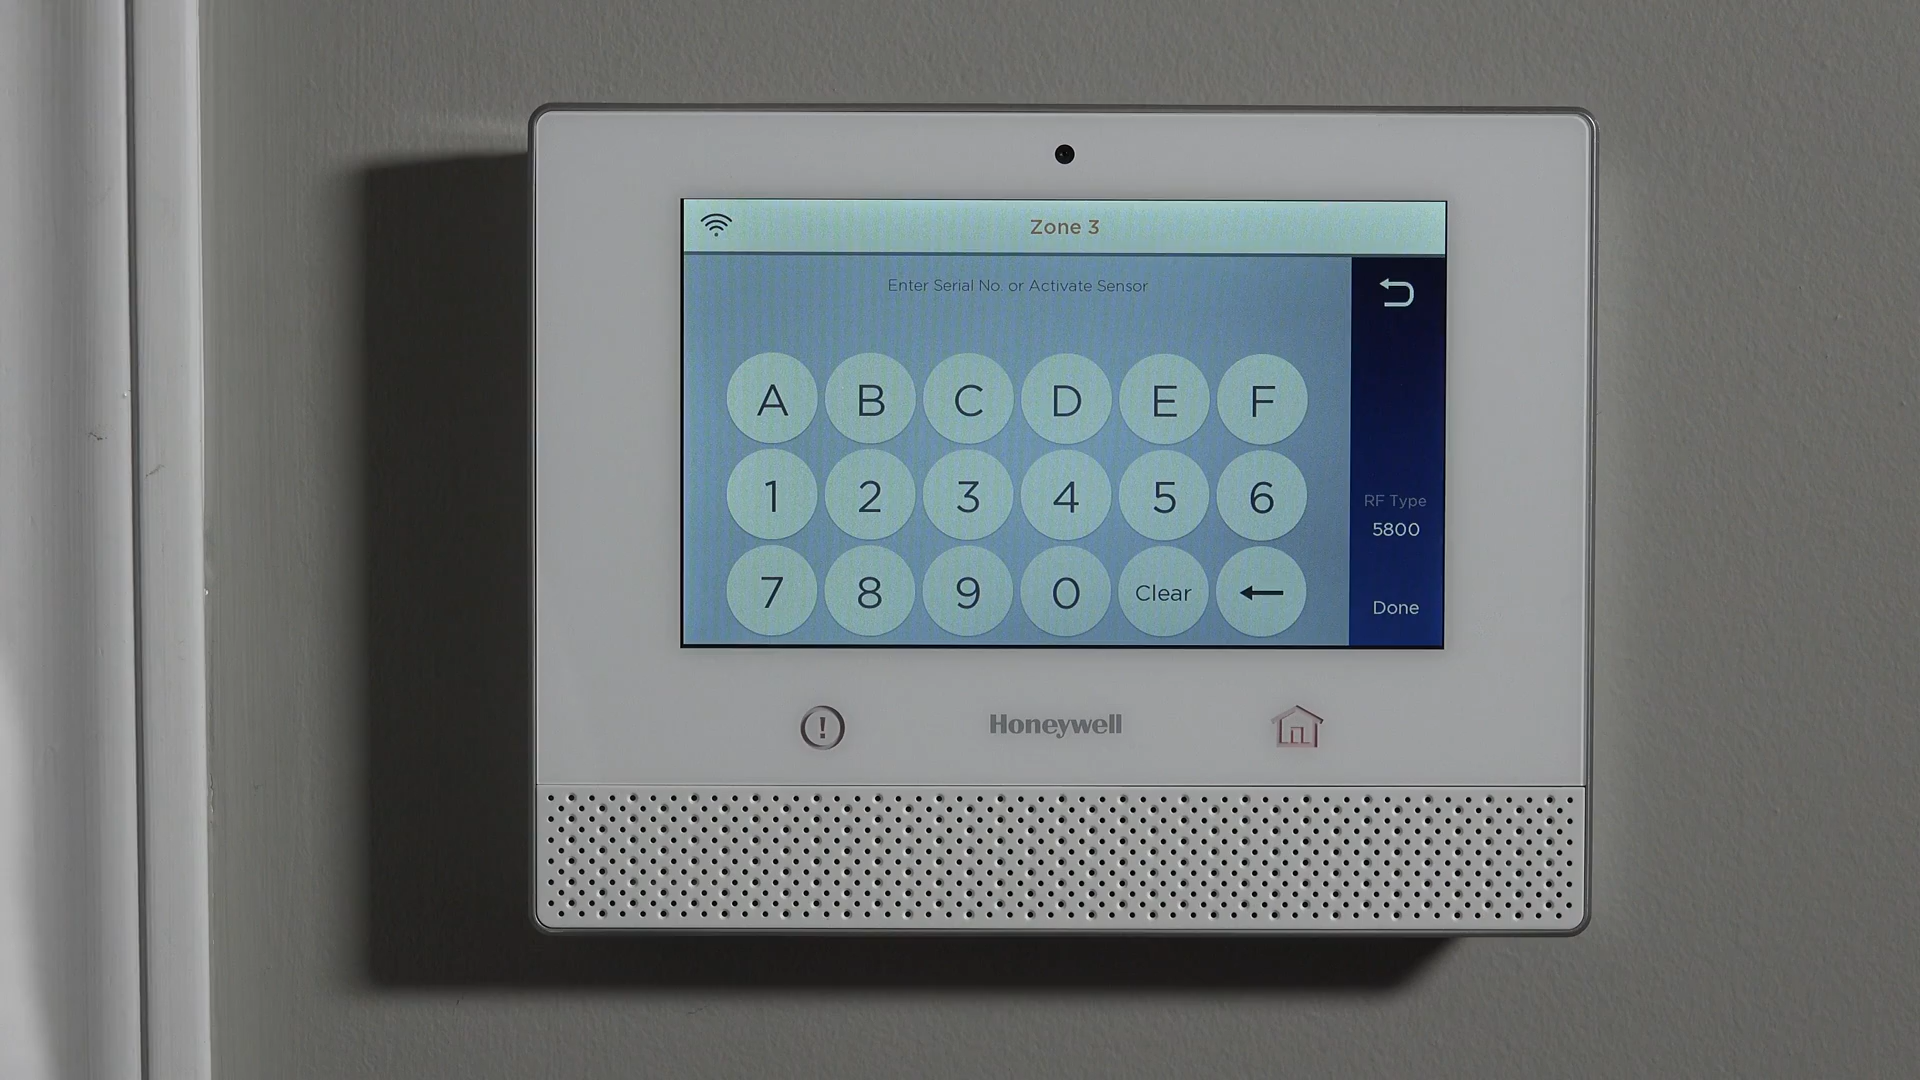 Zone 3
Enter Serial No. or Activate Sensor
A B C D E F
1 2 3 4 5 6
RF Type
5800
7 8 9 0 Clear
Done
Honeywell